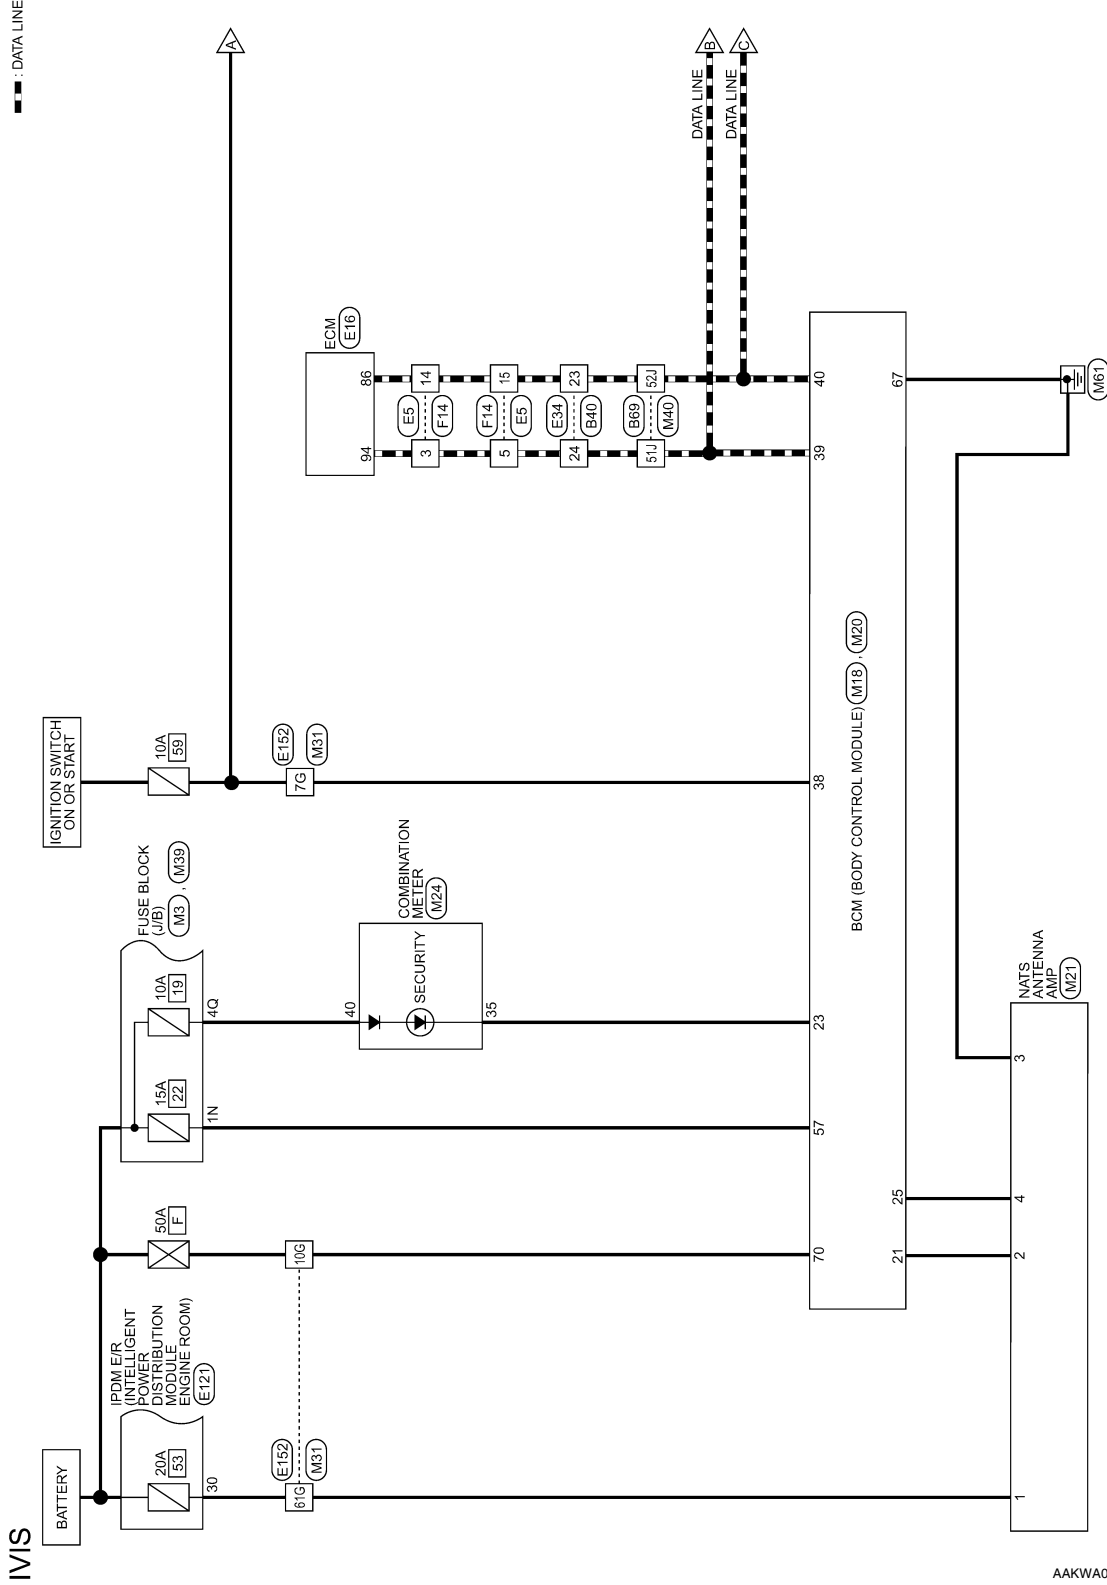 IVIS
: DATA LINE
BATTERY
IPDM E/R
(INTELLIGENT
POWER
DISTRIBUTION
MODULE
ENGINE ROOM)
E121
20A
53
30
50A
F
FUSE BLOCK
(J/B)
M3 , M39
15A
22
1N
10A
19
4Q
IGNITION SWITCH
ON OR START
10A
59
A
E152
M31
61G
10G
E152
M31
7G
COMBINATION
METER
M24
40
SECURITY
35
ECM
E16
94
86
3
E5
F14
14
5
F14
E5
15
24
E34
B40
23
51J
B69
M40
52J
DATA LINE
B
DATA LINE
C
70
57
23
38
39
40
BCM (BODY CONTROL MODULE) M18 , M20
21
25
67
1
2
4
3
NATS
ANTENNA
AMP
M21
M61
AAKWA0